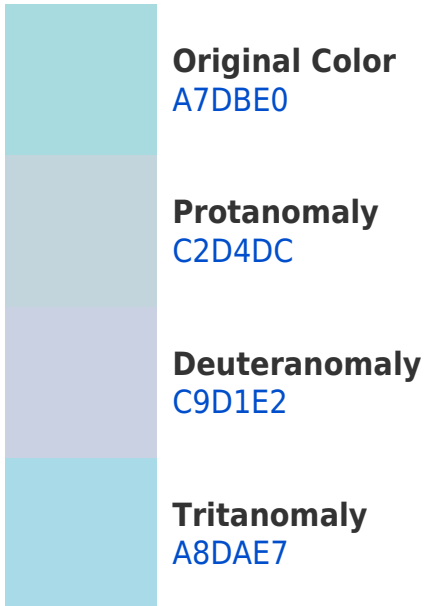 Original Color
A7DBE0
Protanomaly
C2D4DC
Deuteranomaly
C9D1E2
Tritanomaly
A8DAE7